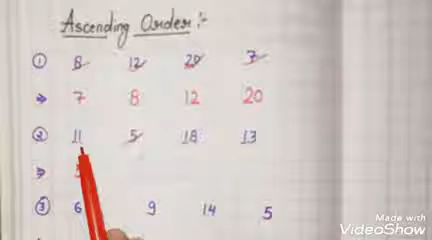 Ascending Order :-
① 8 12 20 7
⇒ 7 8 12 20
② 11 5 18 13
⇒ 5
③ 6 9 14 5
Made with
VideoShow